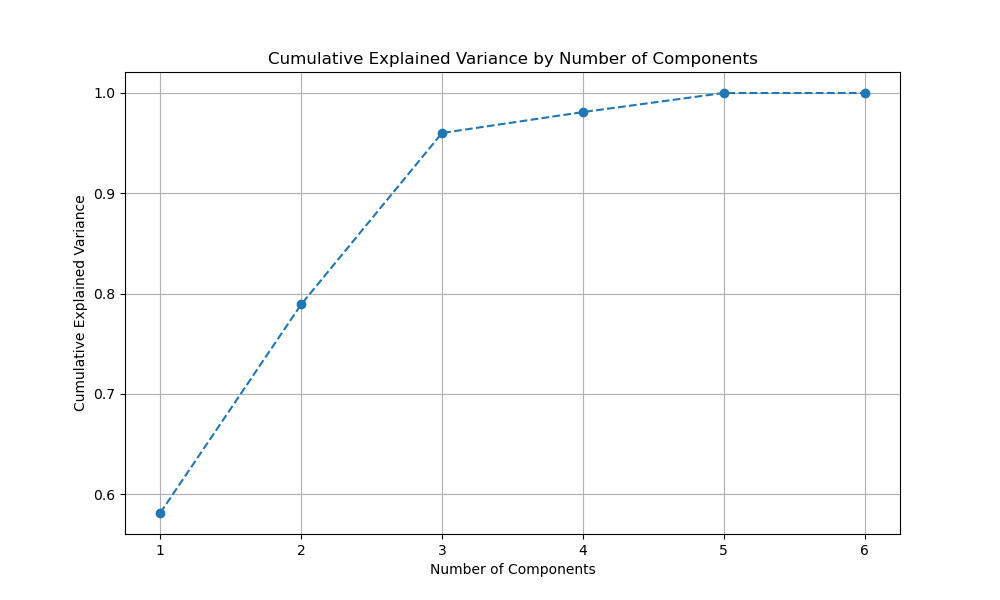 Cumulative Explained Variance by Number of Components
Cumulative Explained Variance
1.0
0.9
0.8
0.7
0.6
1 2 3 4 5 6
Number of Components